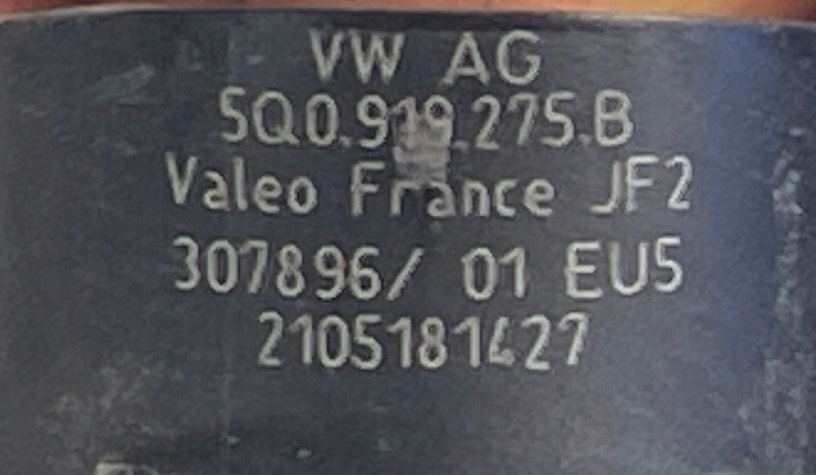 VW AG
5Q0.919.275.B
Valeo France JF2
307896/ 01 EU5
2105181427